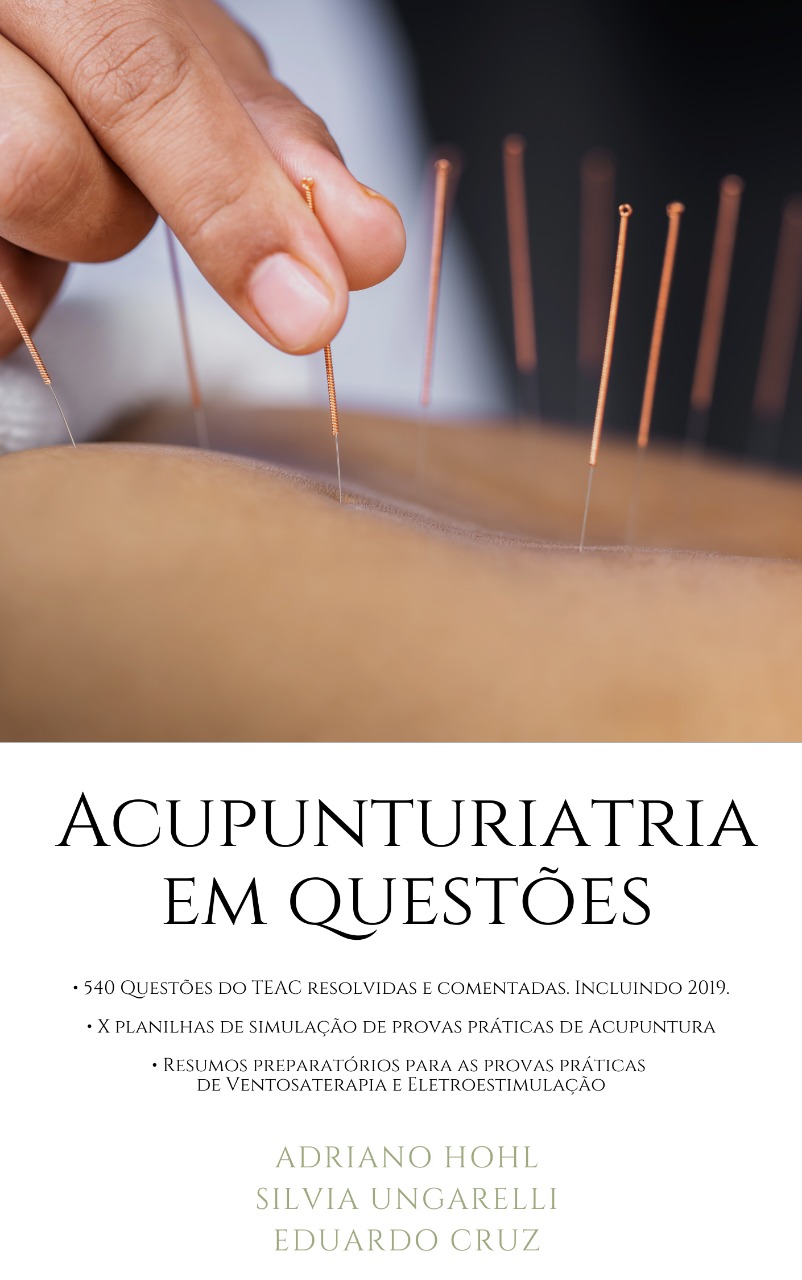 Acupunturiatria
em questões
• 540 Questões do TEAC resolvidas e comentadas. Incluindo 2019.
• X planilhas de simulação de provas práticas de Acupuntura
• Resumos preparatórios para as provas práticas
de Ventosaterapia e Eletroestimulação
ADRIANO HOHL
SILVIA UNGARELLI
EDUARDO CRUZ